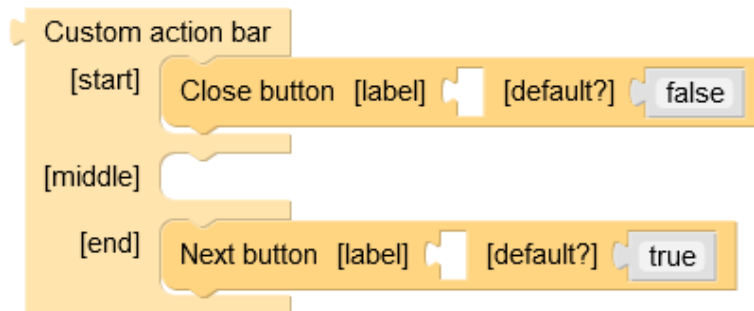 Custom action bar
[start] Close button [label] [default?] false
[middle]
[end] Next button [label] [default?] true